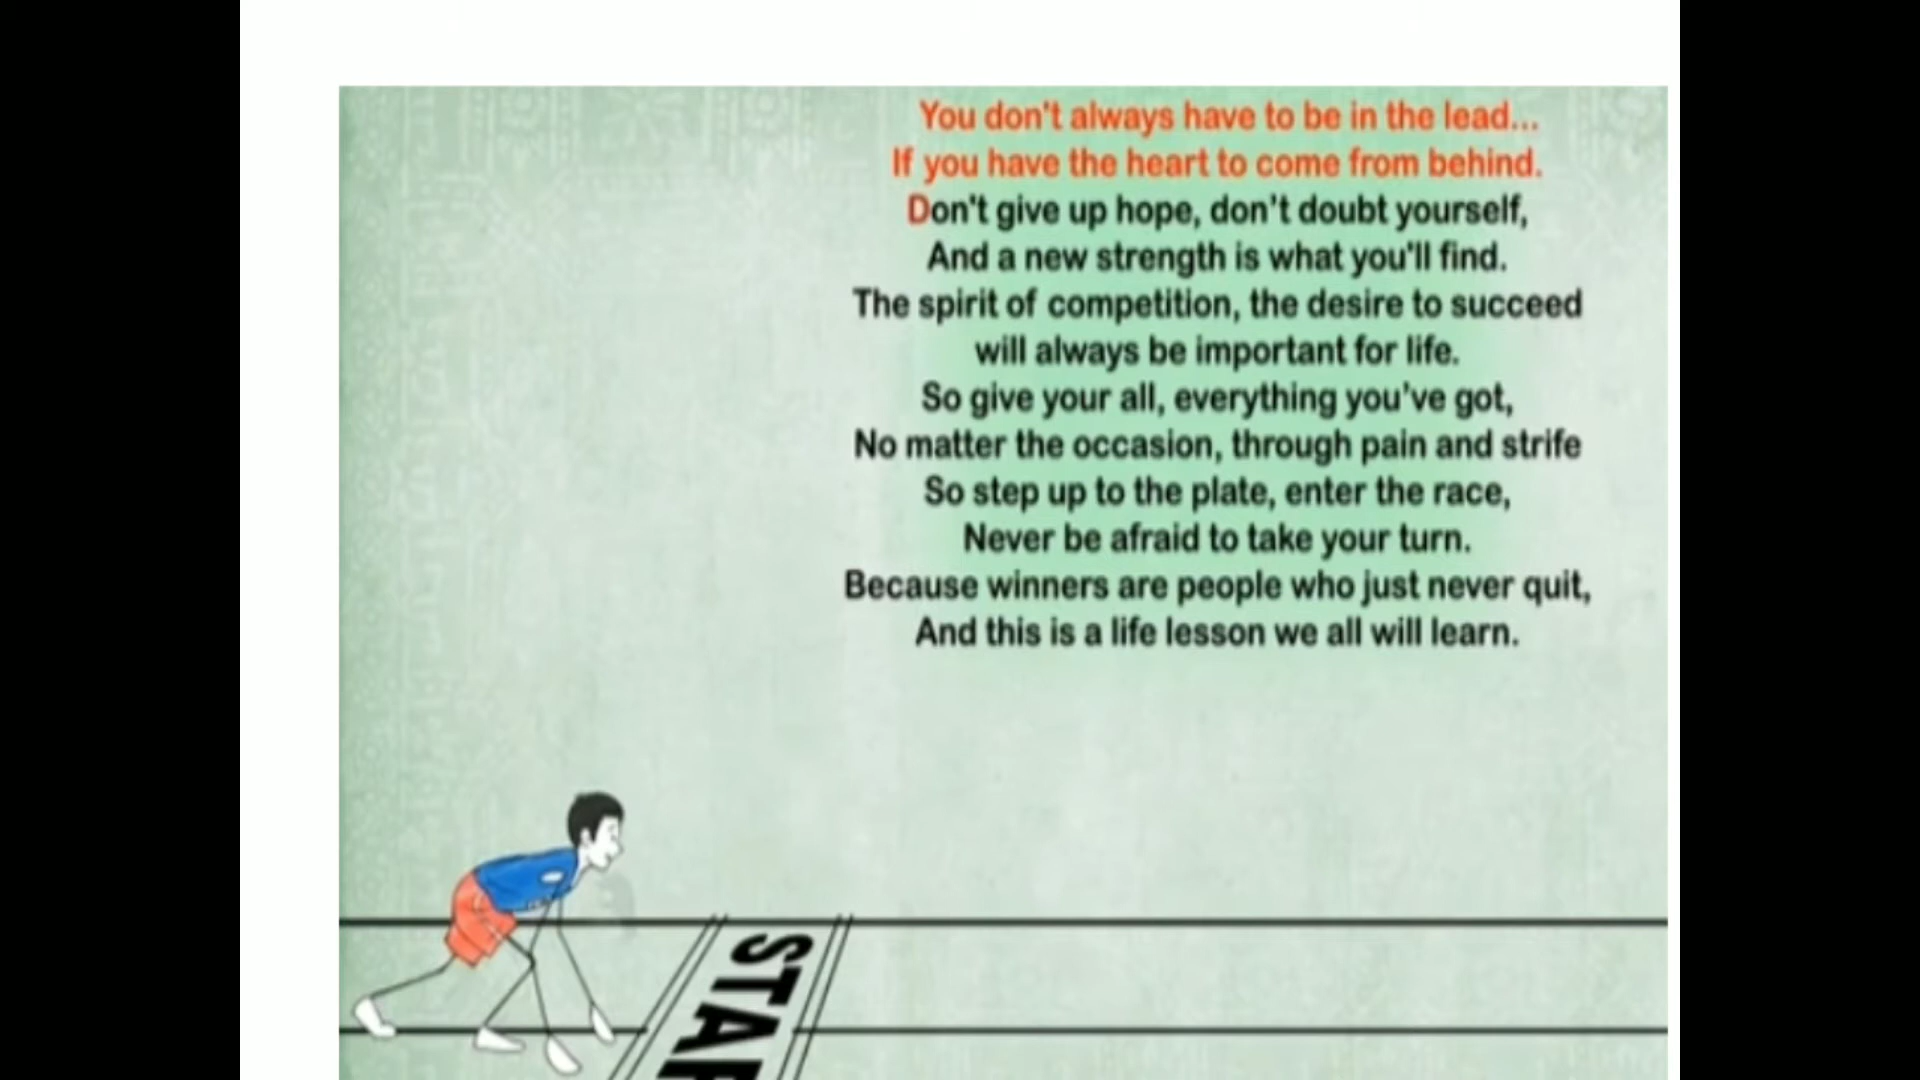 You don't always have to be in the lead...
If you have the heart to come from behind.
Don't give up hope, don't doubt yourself,
And a new strength is what you'll find.
The spirit of competition, the desire to succeed
will always be important for life.
So give your all, everything you've got,
No matter the occasion, through pain and strife
So step up to the plate, enter the race,
Never be afraid to take your turn.
Because winners are people who just never quit,
And this is a life lesson we all will learn.
STAR